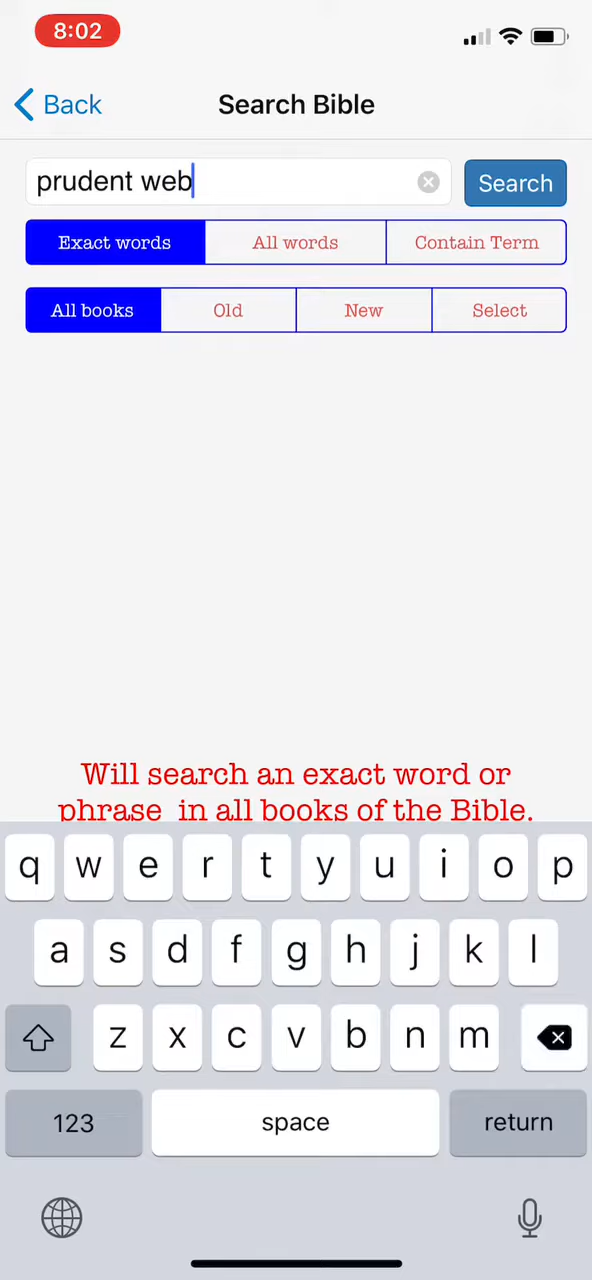 8:02
Back
Search Bible
prudent web
Search
Exact words
All words
Contain Term
All books
Old
New
Select
Will search an exact word or
phrase in all books of the Bible.
q w e r t y u i o p
a s d f g h j k l
z x c v b n m
123
space
return